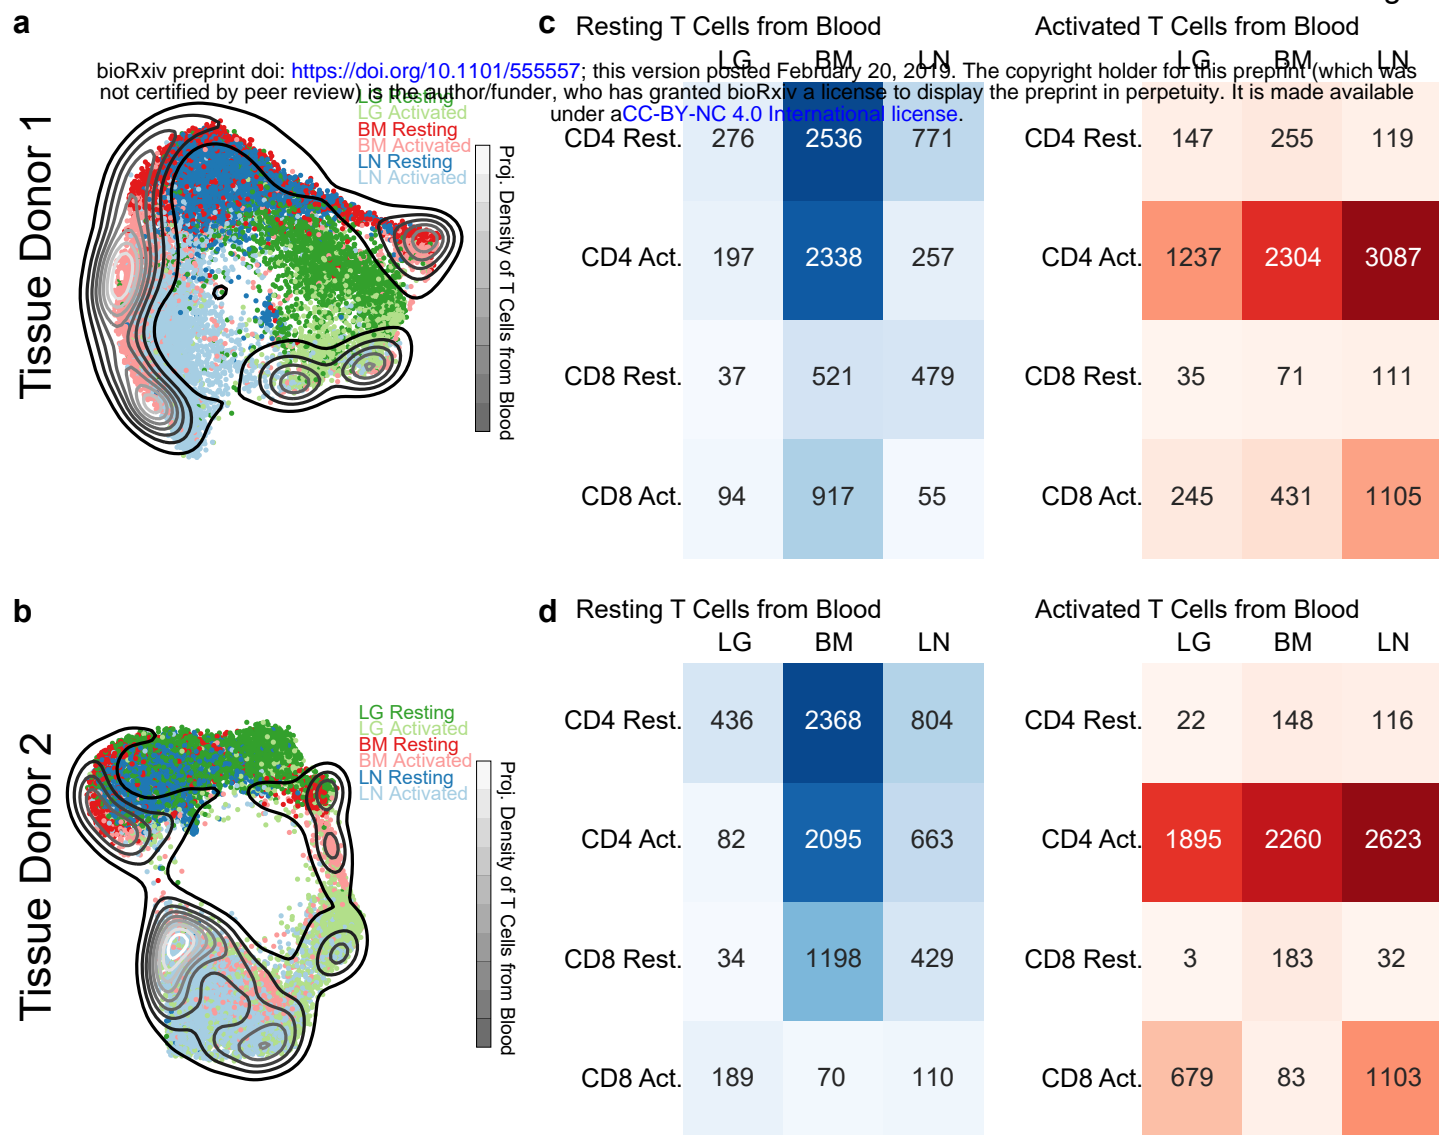 a
c Resting T Cells from Blood
Activated T Cells from Blood
LG BM LN
LG BM LN
bioRxiv preprint doi: https://doi.org/10.1101/555557; this version posted February 20, 2019. The copyright holder for this preprint (which was
not certified by peer review) is the author/funder, who has granted bioRxiv a license to display the preprint in perpetuity. It is made available
under aCC-BY-NC 4.0 International license.
Tissue Donor 1
LG Resting
LG Activated
BM Resting
BM Activated
LN Resting
LN Activated
Proj. Density of T Cells from Blood
CD4 Rest. 276 2536 771
CD4 Act. 197 2338 257
CD8 Rest. 37 521 479
CD8 Act. 94 917 55
CD4 Rest. 147 255 119
CD4 Act. 1237 2304 3087
CD8 Rest. 35 71 111
CD8 Act. 245 431 1105
b
d Resting T Cells from Blood
Activated T Cells from Blood
LG BM LN
LG BM LN
Tissue Donor 2
LG Resting
LG Activated
BM Resting
BM Activated
LN Resting
LN Activated
Proj. Density of T Cells from Blood
CD4 Rest. 436 2368 804
CD4 Act. 82 2095 663
CD8 Rest. 34 1198 429
CD8 Act. 189 70 110
CD4 Rest. 22 148 116
CD4 Act. 1895 2260 2623
CD8 Rest. 3 183 32
CD8 Act. 679 83 1103